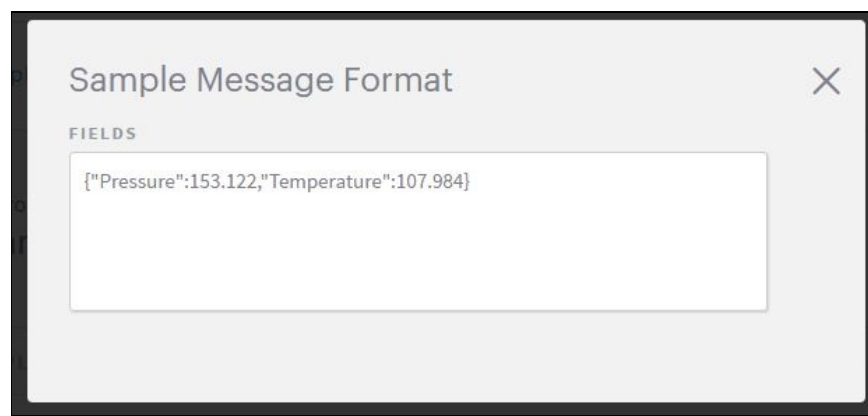 Sample Message Format
FIELDS
{"Pressure":153.122,"Temperature":107.984}